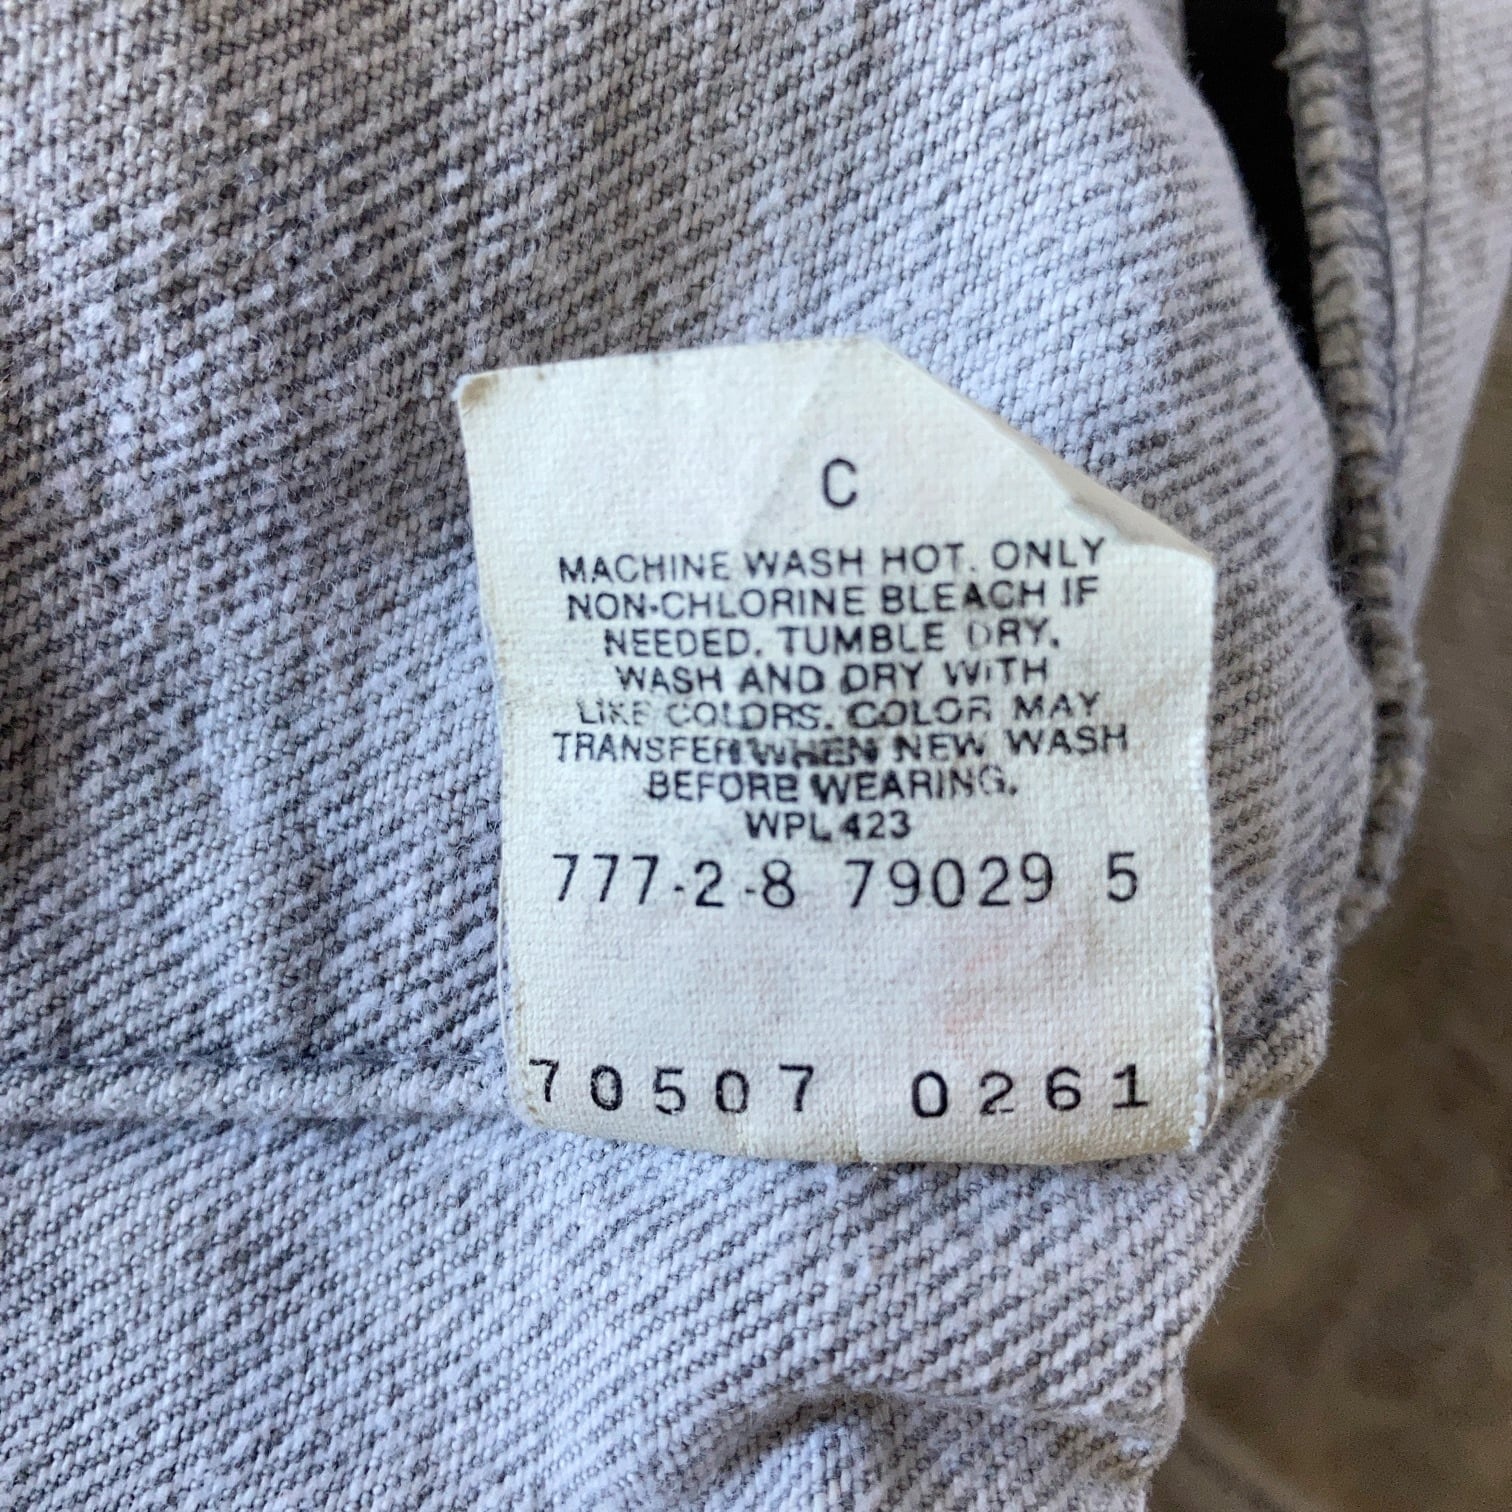 C
MACHINE WASH HOT. ONLY
NON-CHLORINE BLEACH IF
NEEDED. TUMBLE DRY.
WASH AND DRY WITH
LIKE COLORS. COLOR MAY
TRANSFER WHEN NEW WASH
BEFORE WEARING.
WPL 423
777-2-8 79029 5
70507 0261